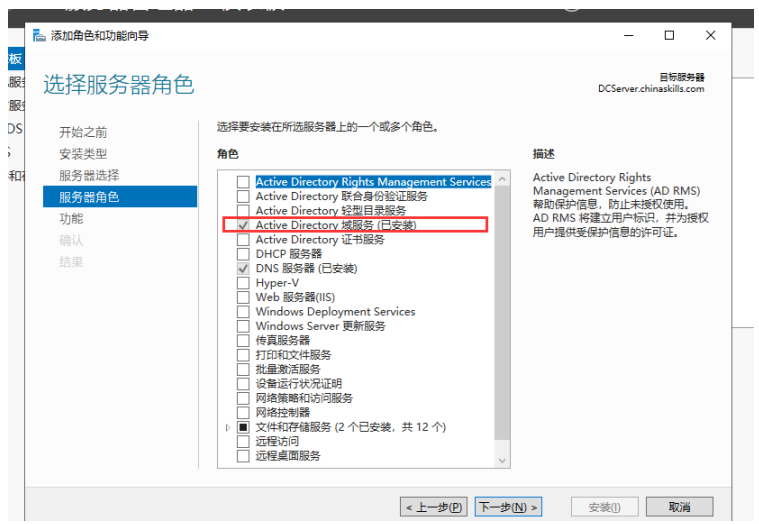 添加角色和功能向导
选择服务器角色
目标服务器
DCServer.chinaskills.com
开始之前
安装类型
服务器选择
服务器角色
功能
确认
结果
选择要安装在所选服务器上的一个或多个角色。
角色
Active Directory Rights Management Services
Active Directory 联合身份验证服务
Active Directory 轻型目录服务
Active Directory 域服务 (已安装)
Active Directory 证书服务
DHCP 服务器
DNS 服务器 (已安装)
Hyper-V
Web 服务器(IIS)
Windows Deployment Services
Windows Server 更新服务
传真服务器
打印和文件服务
批量激活服务
设备运行状况证明
网络策略和访问服务
网络控制器
文件和存储服务 (2 个已安装，共 12 个)
远程访问
远程桌面服务
描述
Active Directory Rights
Management Services (AD RMS)
帮助保护信息，防止未授权使用。
AD RMS 将建立用户标识，并为授权
用户提供受保护信息的许可证。
< 上一步(P)
下一步(N) >
安装(I)
取消
板
DS